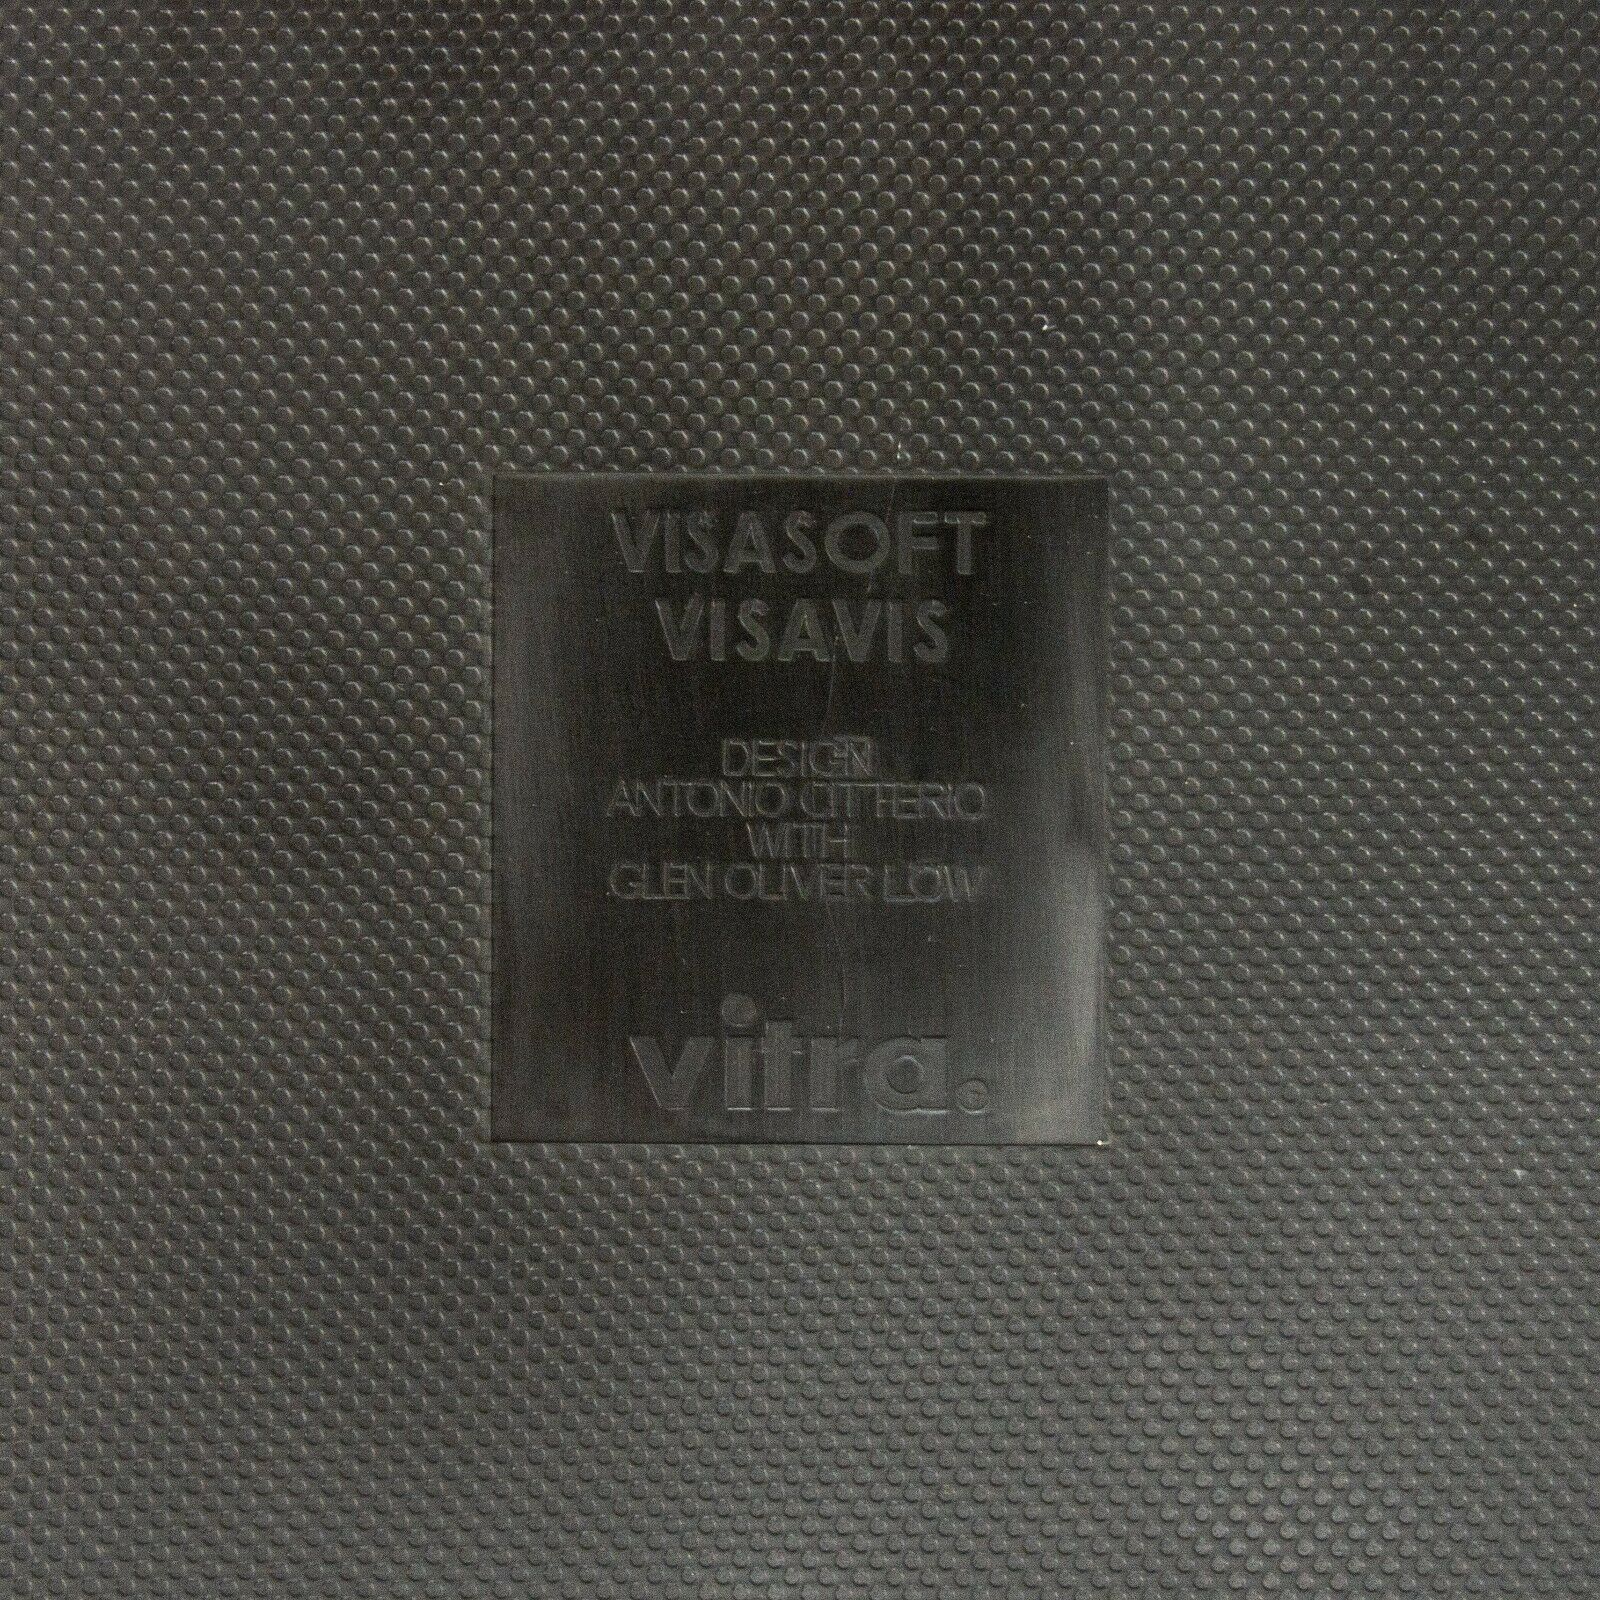 VISASOFT
VISAVIS
DESIGN
ANTONIO CITTERIO
WITH
GLEN OLIVER LOW
vitra.